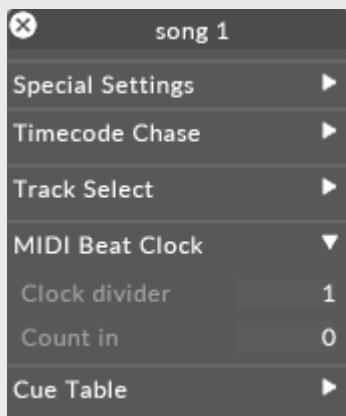 song 1
Special Settings
Timecode Chase
Track Select
MIDI Beat Clock
Clock divider 1
Count in 0
Cue Table